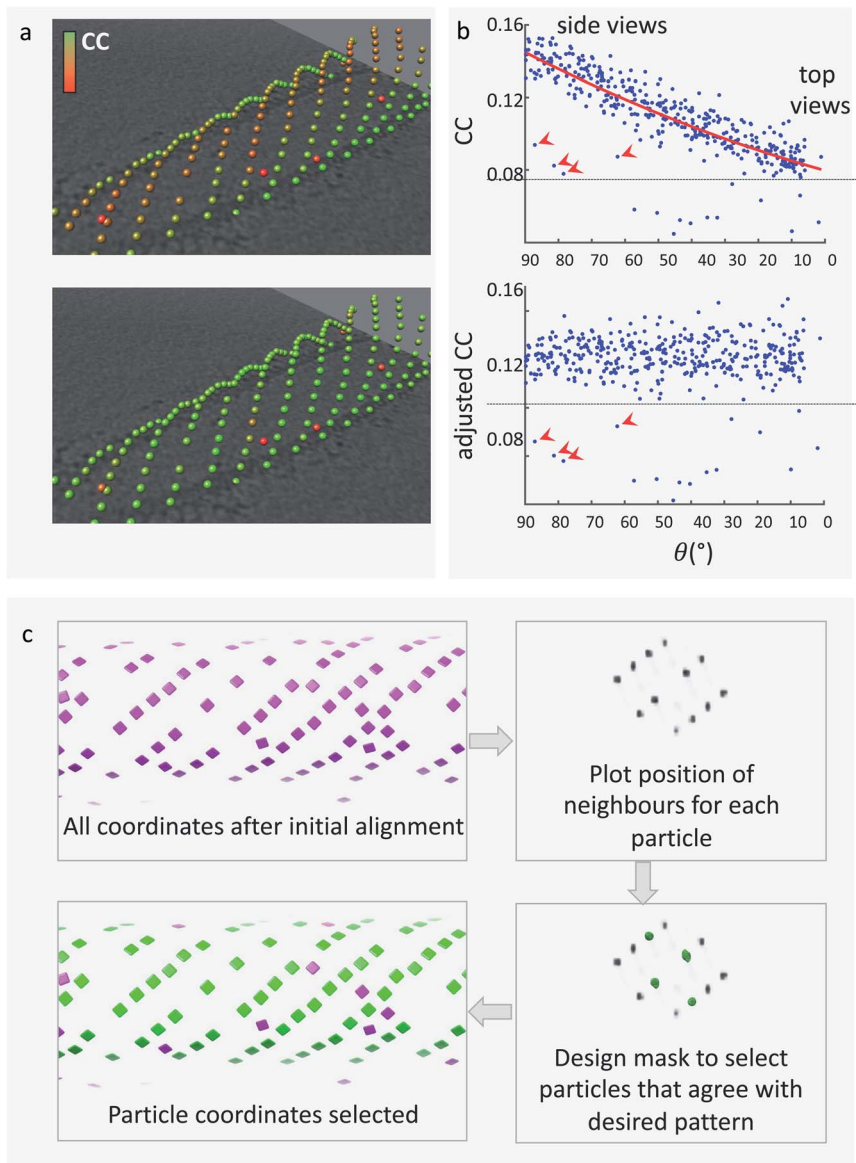 a
CC
b
side views
top
views
CC
0.16
0.12
0.08
90 80 70 60 50 40 30 20 10 0
adjusted CC
0.16
0.12
0.08
90 80 70 60 50 40 30 20 10 0
θ(°)
c
All coordinates after initial alignment
Plot position of
neighbours for each
particle
Design mask to select
particles that agree with
desired pattern
Particle coordinates selected